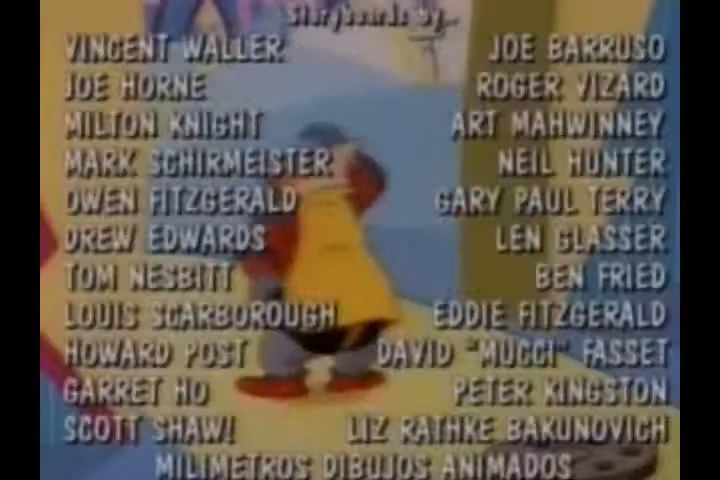 Storyboards by...
VINCENT WALLER JOE BARRUSO
JOE HORNE ROGER VIZARD
MILTON KNIGHT ART MAHWINNEY
MARK SCHIRMEISTER NEIL HUNTER
OWEN FITZGERALD GARY PAUL TERRY
DREW EDWARDS LEN GLASSER
TOM NESBITT BEN FRIED
LOUIS SCARBOROUGH EDDIE FITZGERALD
HOWARD POST DAVID "MUCCI" FASSET
GARRET HO PETER KINGSTON
SCOTT SHAW! LIZ RATHKE BAKUNOVICH
MILIMETROS DIBUJOS ANIMADOS